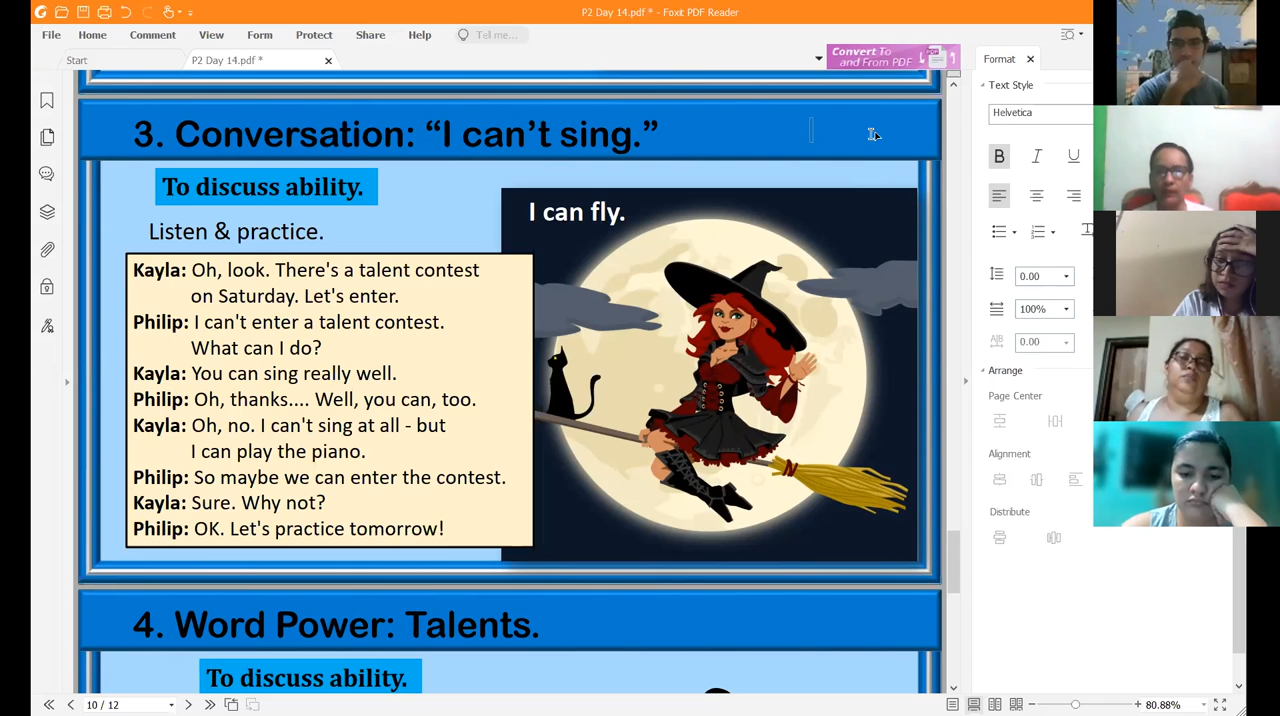 P2 Day 14.pdf * - Foxit PDF Reader
File Home Comment View Form Protect Share Help Tell me...
Start P2 Day 14.pdf *
Convert To
and From PDF
PDF
3. Conversation: “I can’t sing.”
To discuss ability.
Listen & practice.
Kayla: Oh, look. There's a talent contest
on Saturday. Let's enter.
Philip: I can't enter a talent contest.
What can I do?
Kayla: You can sing really well.
Philip: Oh, thanks.... Well, you can, too.
Kayla: Oh, no. I can't sing at all - but
I can play the piano.
Philip: So maybe we can enter the contest.
Kayla: Sure. Why not?
Philip: OK. Let's practice tomorrow!
I can fly.
4. Word Power: Talents.
To discuss ability.
Format
Text Style
Helvetica
B I U
0.00
100%
0.00
Arrange
Page Center
Alignment
Distribute
10 / 12
80.88%